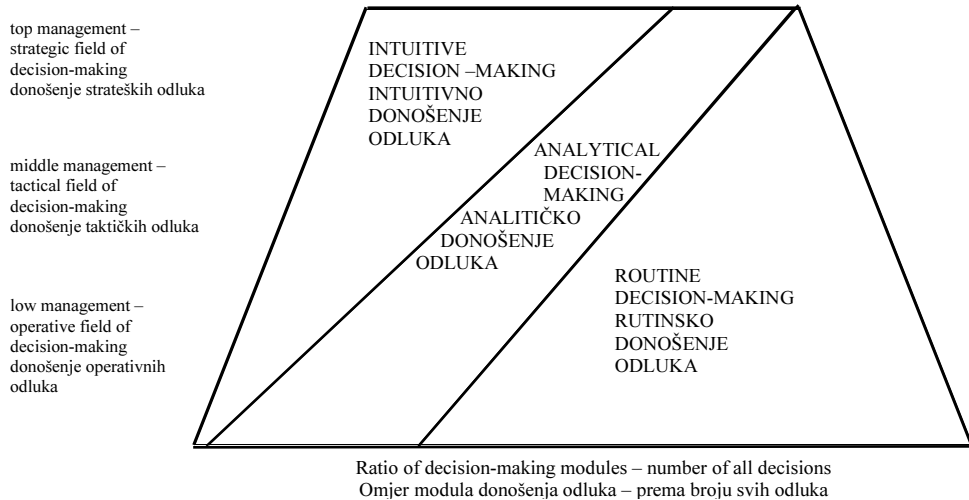 top management –
strategic field of
decision-making
donošenje strateških odluka
INTUITIVE
DECISION –MAKING
INTUITIVNO
DONOŠENJE
ODLUKA
middle management –
tactical field of
decision-making
donošenje taktičkih odluka
ANALYTICAL
DECISION-
MAKING
ANALITIČKO
DONOŠENJE
ODLUKA
low management –
operative field of
decision-making
donošenje operativnih
odluka
ROUTINE
DECISION-MAKING
RUTINSKO
DONOŠENJE
ODLUKA
Ratio of decision-making modules – number of all decisions
Omjer modula donošenja odluka – prema broju svih odluka